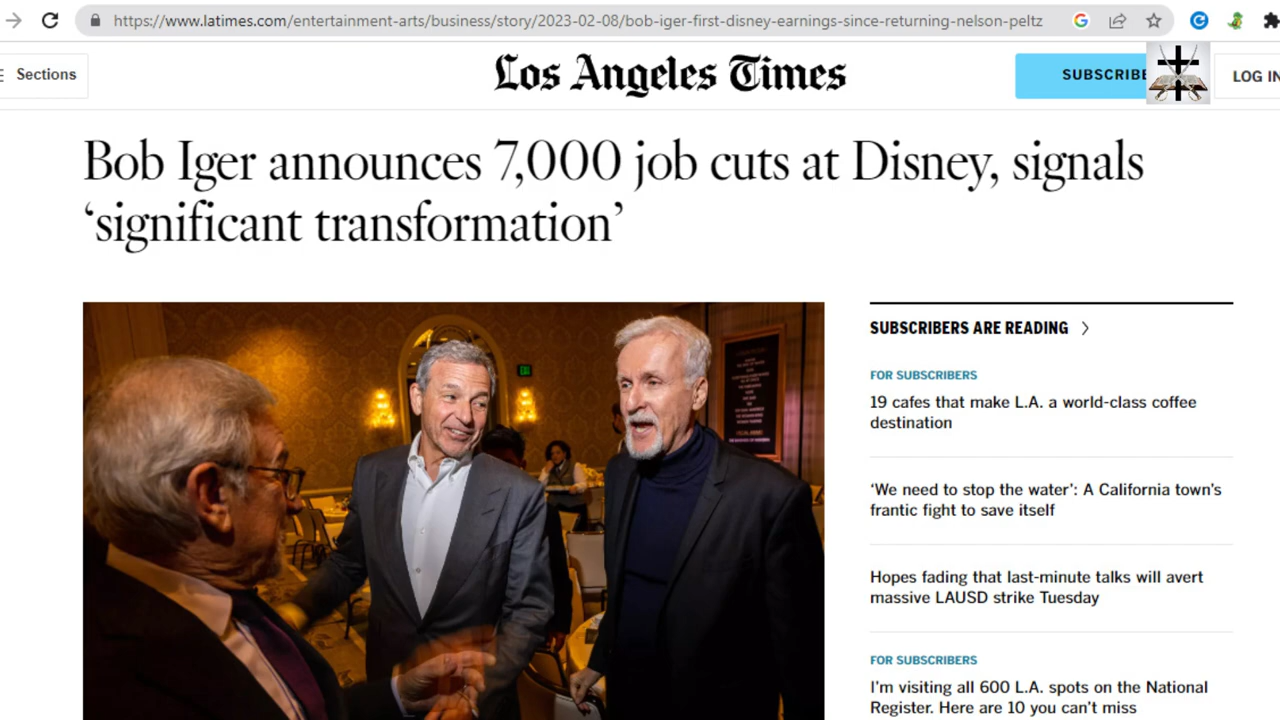 https://www.latimes.com/entertainment-arts/business/story/2023-02-08/bob-iger-first-disney-earnings-since-returning-nelson-peltz
Sections
Los Angeles Times
SUBSCRIBE
LOG IN
Bob Iger announces 7,000 job cuts at Disney, signals
‘significant transformation’
SUBSCRIBERS ARE READING
FOR SUBSCRIBERS
19 cafes that make L.A. a world-class coffee
destination
‘We need to stop the water’: A California town’s
frantic fight to save itself
Hopes fading that last-minute talks will avert
massive LAUSD strike Tuesday
FOR SUBSCRIBERS
I’m visiting all 600 L.A. spots on the National
Register. Here are 10 you can’t miss